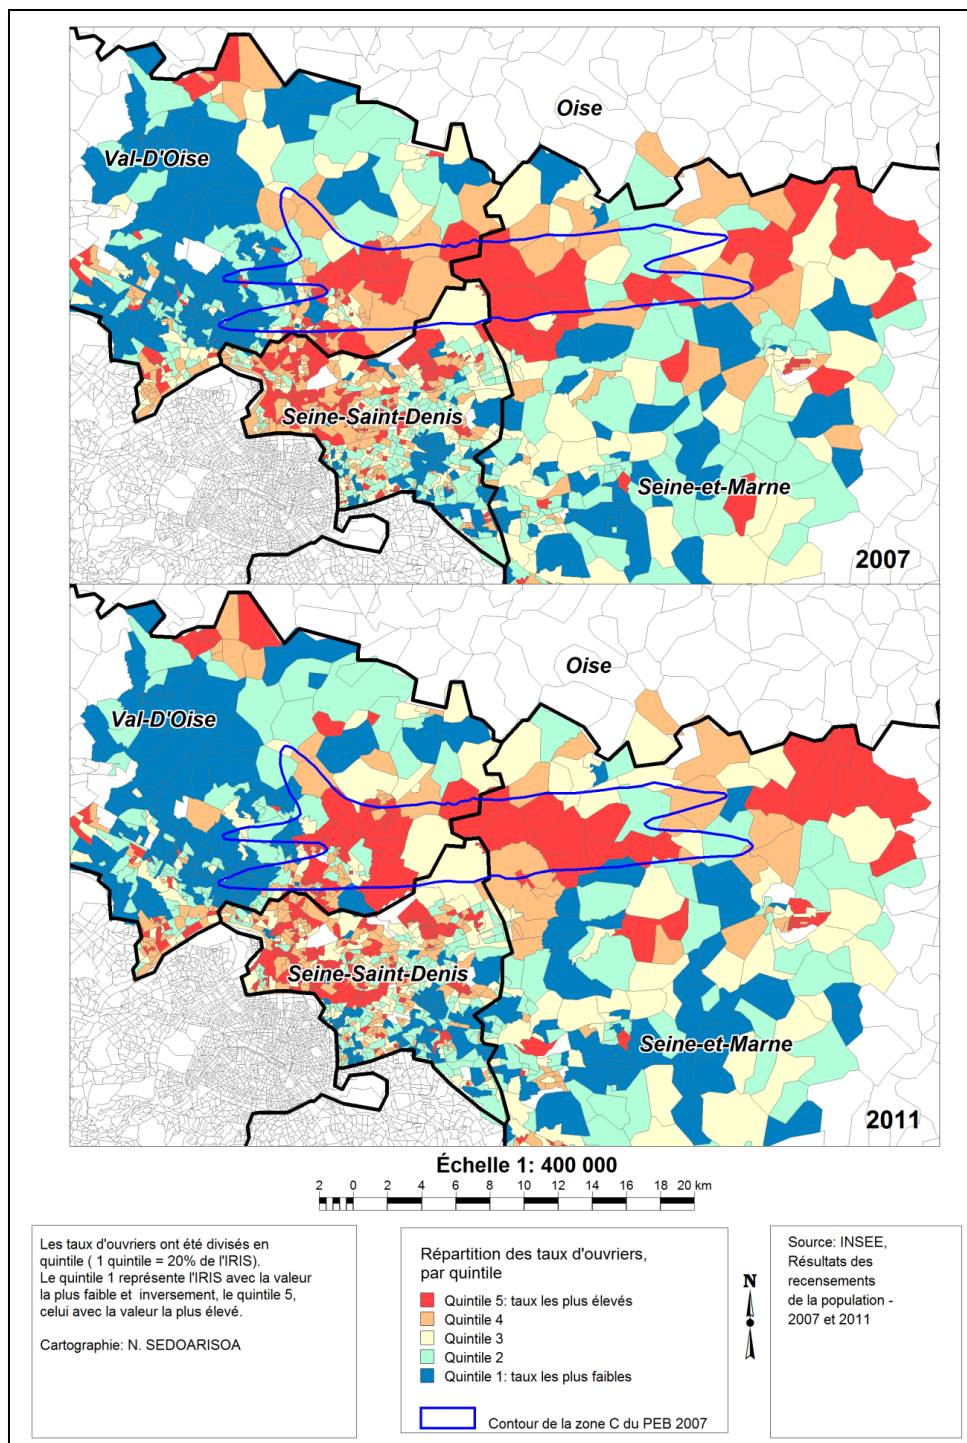 Oise
Val-D'Oise
Seine-Saint-Denis
Seine-et-Marne
2007
Oise
Val-D'Oise
Seine-Saint-Denis
Seine-et-Marne
2011
Échelle 1: 400 000
2 0 2 4 6 8 10 12 14 16 18 20 km
Les taux d'ouvriers ont été divisés en
quintile ( 1 quintile = 20% de l'IRIS).
Le quintile 1 représente l'IRIS avec la valeur
la plus faible et inversement, le quintile 5,
celui avec la valeur la plus élevé.
Cartographie: N. SEDOARISOA
Répartition des taux d'ouvriers,
par quintile
Quintile 5: taux les plus élevés
Quintile 4
Quintile 3
Quintile 2
Quintile 1: taux les plus faibles
Contour de la zone C du PEB 2007
N
Source: INSEE,
Résultats des
recensements
de la population -
2007 et 2011